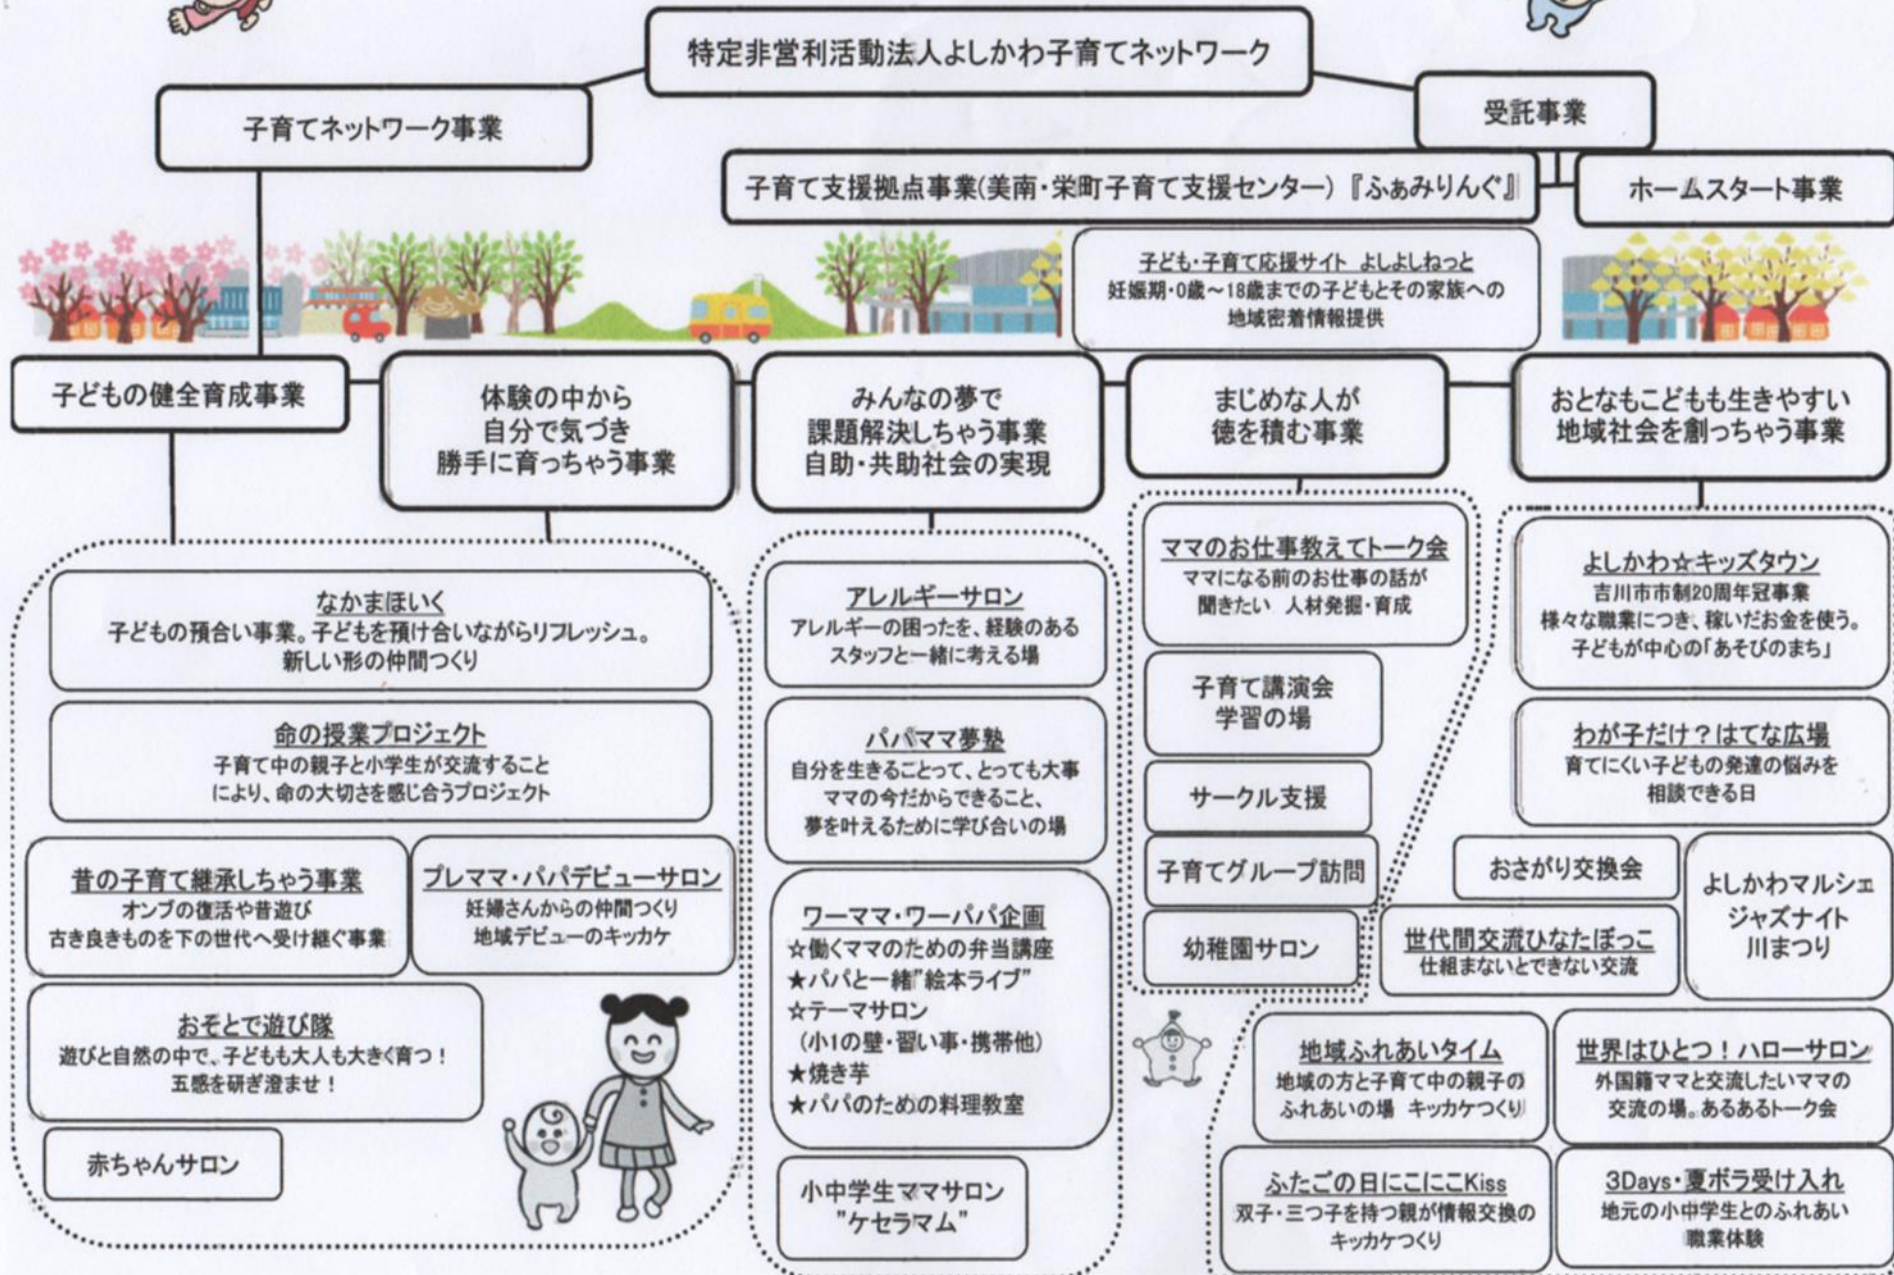 特定非営利活動法人よしかわ子育てネットワーク
子育てネットワーク事業
受託事業
子育て支援拠点事業(美南・栄町子育て支援センター)『ふぁみりんぐ』
ホームスタート事業
子ども・子育て応援サイト よしよしねっと
妊娠期・0歳～18歳までの子どもとその家族への
地域密着情報提供
子どもの健全育成事業
体験の中から
自分で気づき
勝手に育っちゃう事業
みんなの夢で
課題解決しちゃう事業
自助・共助社会の実現
まじめな人が
徳を積む事業
おとなもこどもも生きやすい
地域社会を創っちゃう事業
なかまほいく
子どもの預合い事業。子どもを預け合いながらリフレッシュ。
新しい形の仲間つくり
命の授業プロジェクト
子育て中の親子と小学生が交流すること
により、命の大切さを感じ合うプロジェクト
昔の子育て継承しちゃう事業
オンブの復活や昔遊び
古き良きものを下の世代へ受け継ぐ事業
プレママ・パパデビューサロン
妊婦さんからの仲間つくり
地域デビューのキッカケ
おそとで遊び隊
遊びと自然の中で、子どもも大人も大きく育つ！
五感を研ぎ澄ませ！
赤ちゃんサロン
アレルギーサロン
アレルギーの困ったを、経験のある
スタッフと一緒に考える場
パパママ夢塾
自分を生きることって、とっても大事
ママの今だからできること、
夢を叶えるために学び合いの場
ワーママ・ワーパパ企画
☆働くママのための弁当講座
★パパと一緒"絵本ライブ"
☆テーマサロン
(小1の壁・習い事・携帯他)
★焼き芋
★パパのための料理教室
小中学生ママサロン
"ケセラマム"
ママのお仕事教えてトーク会
ママになる前のお仕事の話が
聞きたい 人材発掘・育成
子育て講演会
学習の場
サークル支援
子育てグループ訪問
幼稚園サロン
よしかわ☆キッズタウン
吉川市市制20周年冠事業
様々な職業につき、稼いだお金を使う。
子どもが中心の「あそびのまち」
わが子だけ？はてな広場
育てにくい子どもの発達の悩みを
相談できる日
おさがり交換会
世代間交流ひなたぼっこ
仕組まないとできない交流
よしかわマルシェ
ジャズナイト
川まつり
地域ふれあいタイム
地域の方と子育て中の親子の
ふれあいの場 キッカケつくり
世界はひとつ！ハローサロン
外国籍ママと交流したいママの
交流の場。あるあるトーク会
ふたごの日にこにこKiss
双子・三つ子を持つ親が情報交換の
キッカケつくり
3Days・夏ボラ受け入れ
地元の小中学生とのふれあい
職業体験